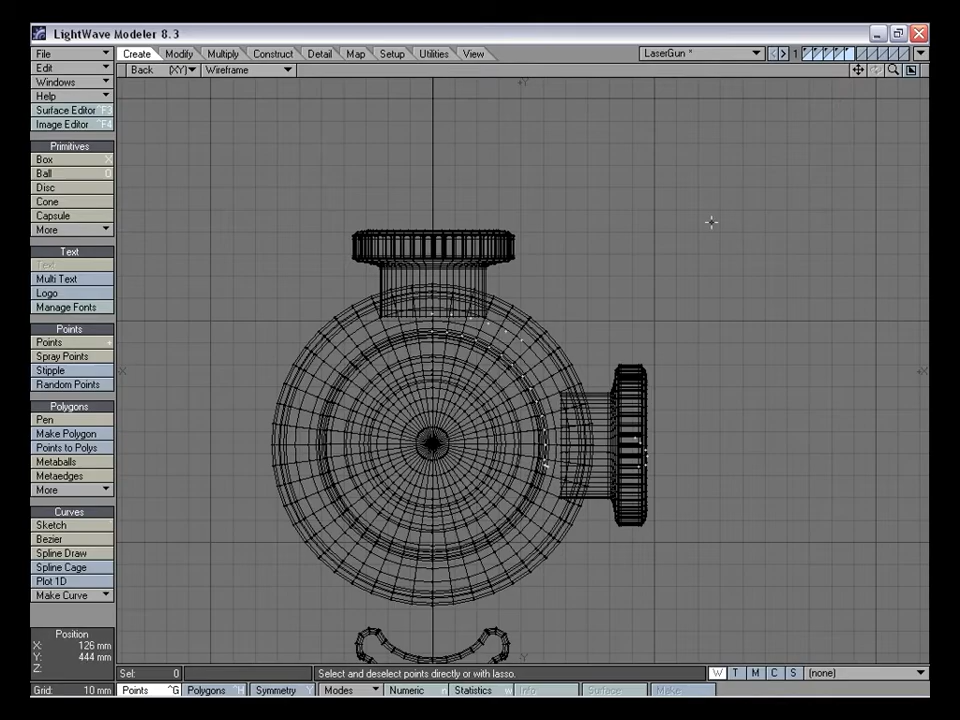 LightWave Modeler 8.3
File Create Modify Multiply Construct Detail Map Setup Utilities View LaserGun * 1
Edit Back (XY) Wireframe
Windows
Help
Surface Editor F3
Image Editor ^F4
Primitives
Box X
Ball O
Disc
Cone
Capsule
More
Text
Text
Multi Text
Logo
Manage Fonts
Points
Points +
Spray Points
Stipple
Random Points
Polygons
Pen
Make Polygon
Points to Polys
Metaballs
Metaedges
More
Curves
Sketch
Bezier
Spline Draw
Spline Cage
Plot 1D
Make Curve
Position
X: 126 mm
Y: 444 mm
Z:
Sel: 0 Select and deselect points directly or with lasso. W T M C S (none)
Grid: 10 mm Points ^G Polygons ^H Symmetry Y Modes Numeric n Statistics w Info i Surface q Make
+Y
-Y